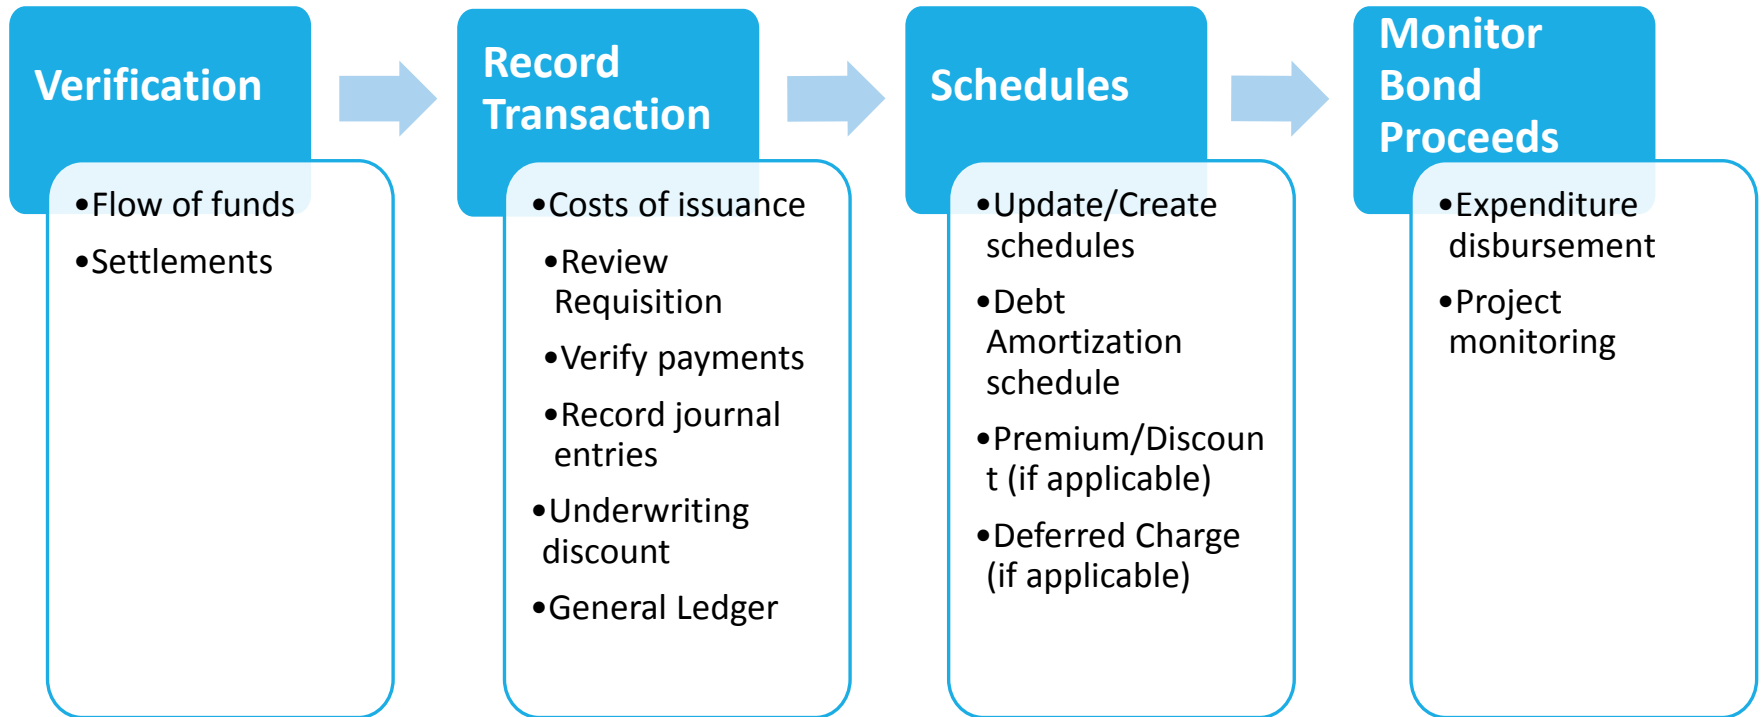 Verification
•Flow of funds
•Settlements
Record
Transaction
•Costs of issuance
•Review
Requisition
•Verify payments
•Record journal
entries
•Underwriting
discount
•General Ledger
Schedules
•Update/Create
schedules
•Debt
Amortization
schedule
•Premium/Discoun
t (if applicable)
•Deferred Charge
(if applicable)
Monitor
Bond
Proceeds
•Expenditure
disbursement
•Project
monitoring